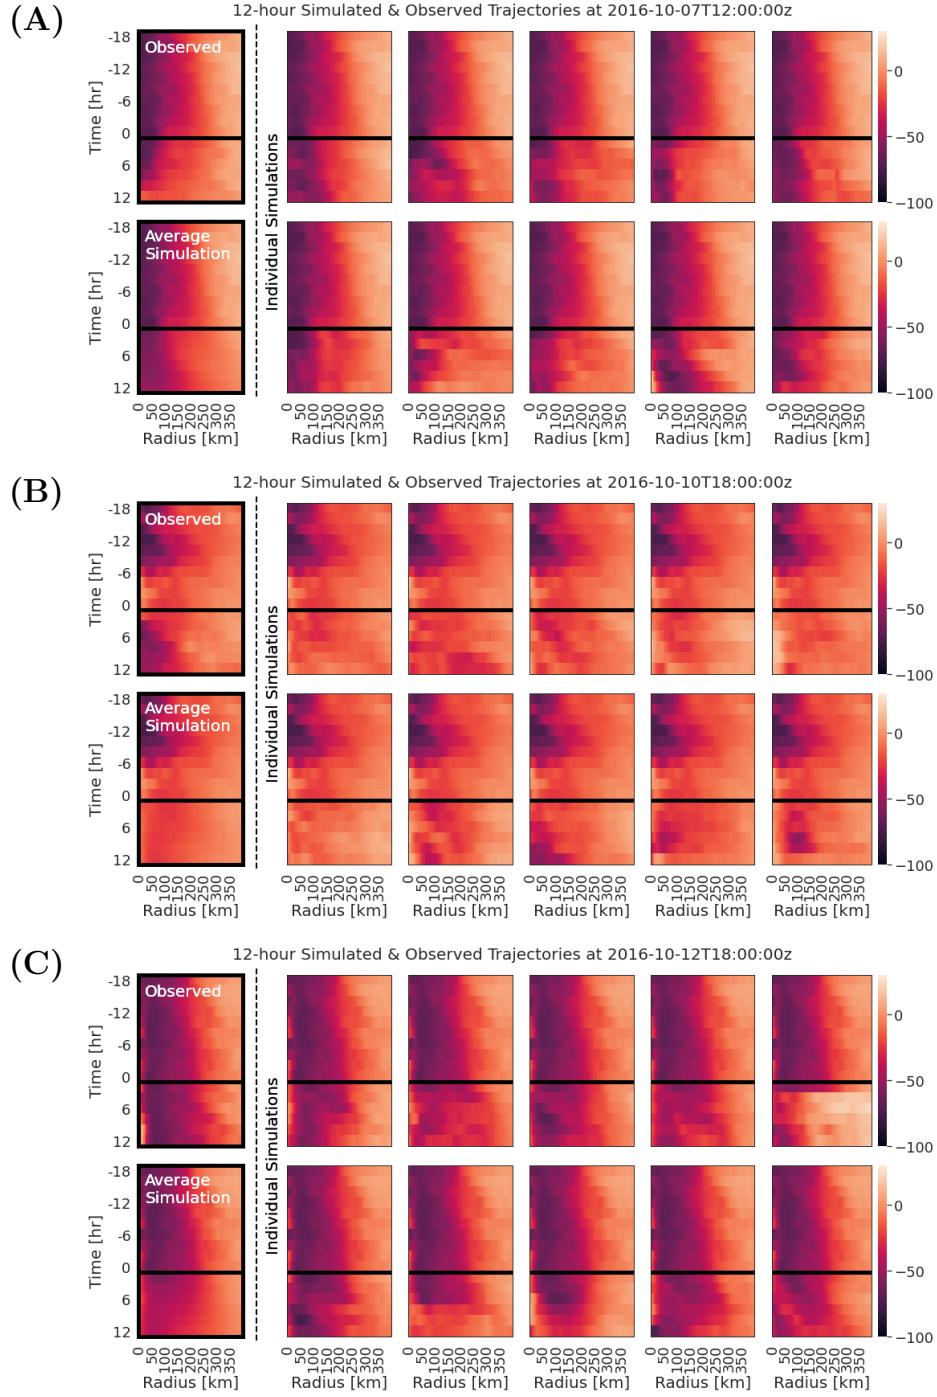 (A)
12-hour Simulated & Observed Trajectories at 2016-10-07T12:00:00z
Observed
Time [hr]
-18
-12
-6
0
6
12
Individual Simulations
0
−50
−100
Average
Simulation
Time [hr]
-18
-12
-6
0
6
12
0
−50
−100
0 50 100 150 200 250 300 350
0 50 100 150 200 250 300 350
0 50 100 150 200 250 300 350
0 50 100 150 200 250 300 350
0 50 100 150 200 250 300 350
0 50 100 150 200 250 300 350
Radius [km] Radius [km] Radius [km] Radius [km] Radius [km] Radius [km]
(B)
12-hour Simulated & Observed Trajectories at 2016-10-10T18:00:00z
Observed
Time [hr]
-18
-12
-6
0
6
12
Individual Simulations
0
−50
−100
Average
Simulation
Time [hr]
-18
-12
-6
0
6
12
0
−50
−100
0 50 100 150 200 250 300 350
0 50 100 150 200 250 300 350
0 50 100 150 200 250 300 350
0 50 100 150 200 250 300 350
0 50 100 150 200 250 300 350
0 50 100 150 200 250 300 350
Radius [km] Radius [km] Radius [km] Radius [km] Radius [km] Radius [km]
(C)
12-hour Simulated & Observed Trajectories at 2016-10-12T18:00:00z
Observed
Time [hr]
-18
-12
-6
0
6
12
Individual Simulations
0
−50
−100
Average
Simulation
Time [hr]
-18
-12
-6
0
6
12
0
−50
−100
0 50 100 150 200 250 300 350
0 50 100 150 200 250 300 350
0 50 100 150 200 250 300 350
0 50 100 150 200 250 300 350
0 50 100 150 200 250 300 350
0 50 100 150 200 250 300 350
Radius [km] Radius [km] Radius [km] Radius [km] Radius [km] Radius [km]